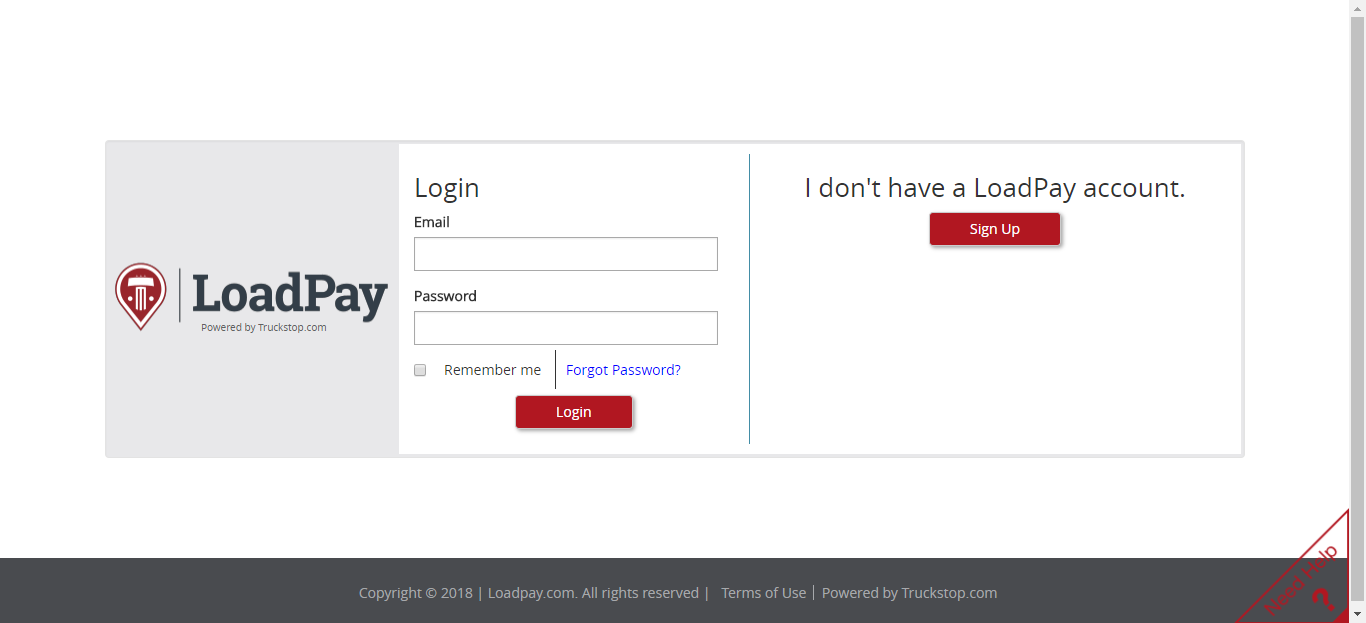 LoadPay
Powered by Truckstop.com
Login
Email
Password
Remember me
Forgot Password?
Login
I don't have a LoadPay account.
Sign Up
Copyright © 2018 | Loadpay.com. All rights reserved | Terms of Use | Powered by Truckstop.com
Need Help
?